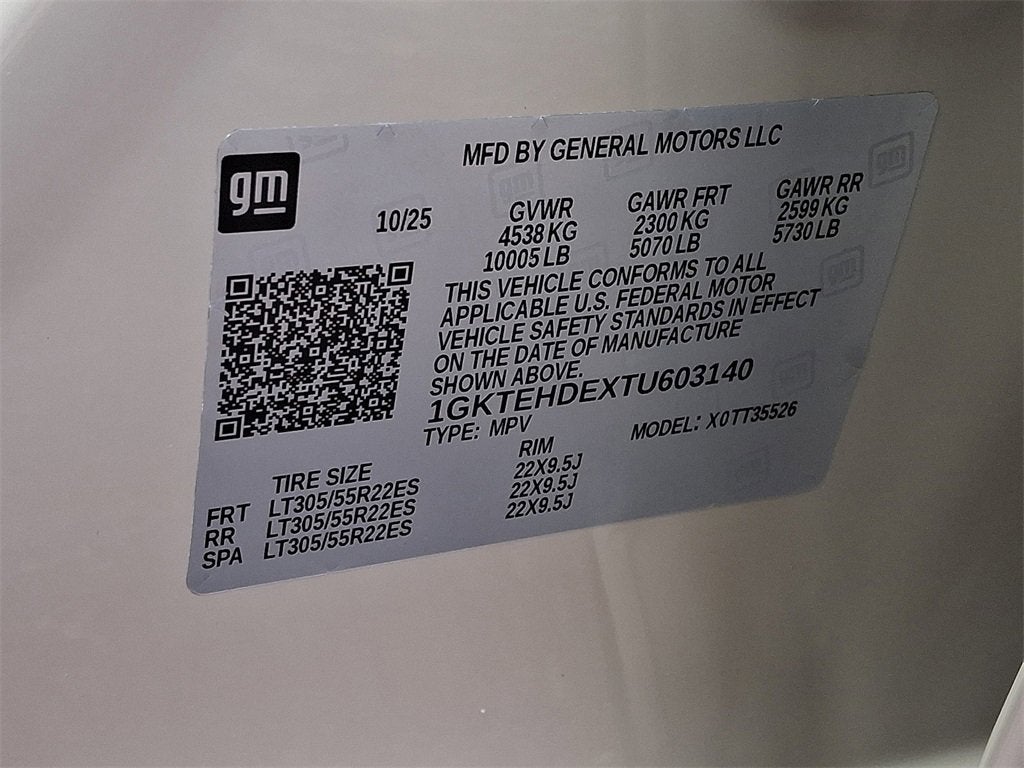 gm
MFD BY GENERAL MOTORS LLC
10/25
GVWR GAWR FRT GAWR RR
4538 KG 2300 KG 2599 KG
10005 LB 5070 LB 5730 LB
THIS VEHICLE CONFORMS TO ALL
APPLICABLE U.S. FEDERAL MOTOR
VEHICLE SAFETY STANDARDS IN EFFECT
ON THE DATE OF MANUFACTURE
SHOWN ABOVE.
1GKTEHDEXTU603140
TYPE: MPV MODEL: X0TT35526
TIRE SIZE RIM
FRT LT305/55R22ES 22X9.5J
RR LT305/55R22ES 22X9.5J
SPA LT305/55R22ES 22X9.5J